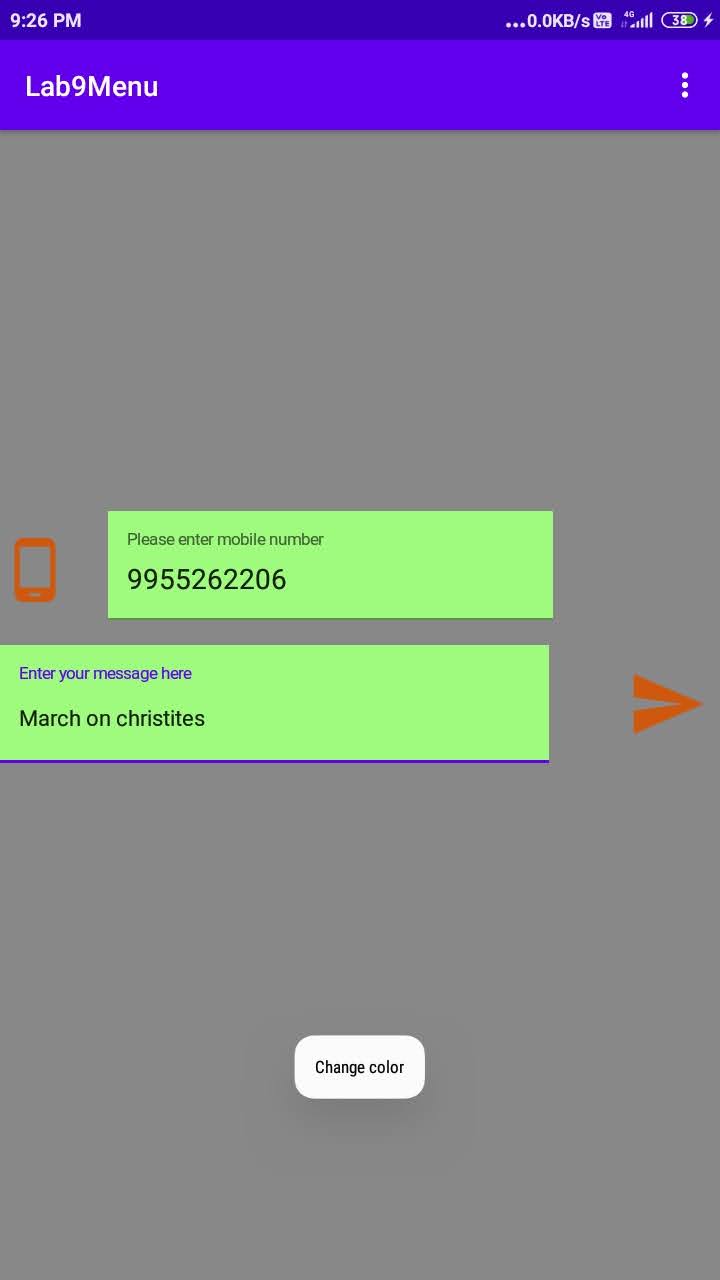 9:26 PM ...0.0KB/s Vo LTE 4G 38
Lab9Menu
Please enter mobile number
9955262206
Enter your message here
March on christites
Change color